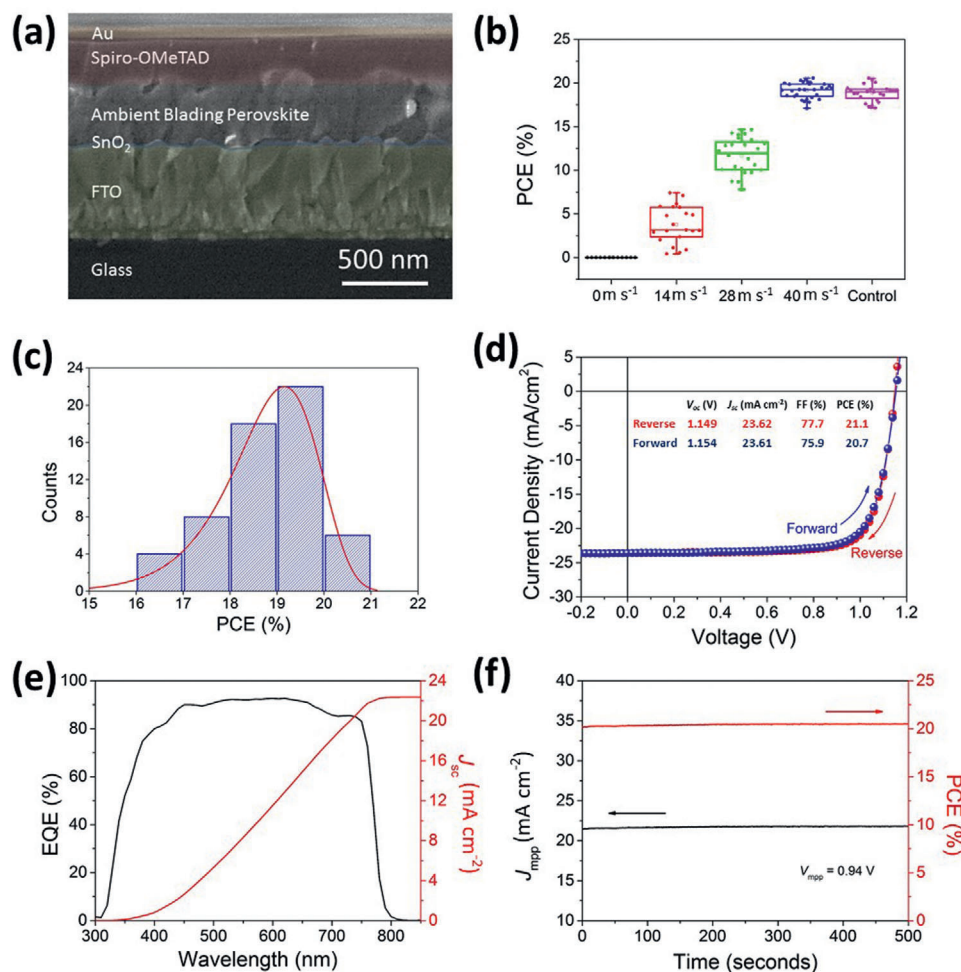 (a)
Au
Spiro-OMeTAD
Ambient Blading Perovskite
SnO₂
FTO
Glass
500 nm
(b)
PCE (%)
25
20
15
10
5
0
0 m s⁻¹ 14 m s⁻¹ 28 m s⁻¹ 40 m s⁻¹ Control
(c)
Counts
24
20
16
12
8
4
0
15 16 17 18 19 20 21 22
PCE (%)
(d)
Current Density (mA/cm²)
5
0
-5
-10
-15
-20
-25
-30
Voc (V) Jsc (mA cm⁻²) FF (%) PCE (%)
Reverse 1.149 23.62 77.7 21.1
Forward 1.154 23.61 75.9 20.7
Forward
Reverse
-0.2 0.0 0.2 0.4 0.6 0.8 1.0 1.2
Voltage (V)
(e)
EQE (%)
100
80
60
40
20
0
24
20
16
12
8
4
0
Jsc (mA cm⁻²)
300 400 500 600 700 800
Wavelength (nm)
(f)
Jmpp (mA cm⁻²)
40
35
30
25
20
15
10
25
20
15
10
5
0
PCE (%)
Vmpp = 0.94 V
0 100 200 300 400 500
Time (seconds)